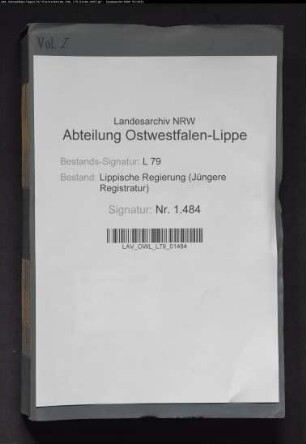 Vol. I
Landesarchiv NRW
Abteilung Ostwestfalen-Lippe
Bestands-Signatur: L 79
Bestand: Lippische Regierung (Jüngere
Registratur)
Signatur: Nr. 1.484
LAV_OWL_L79_01484